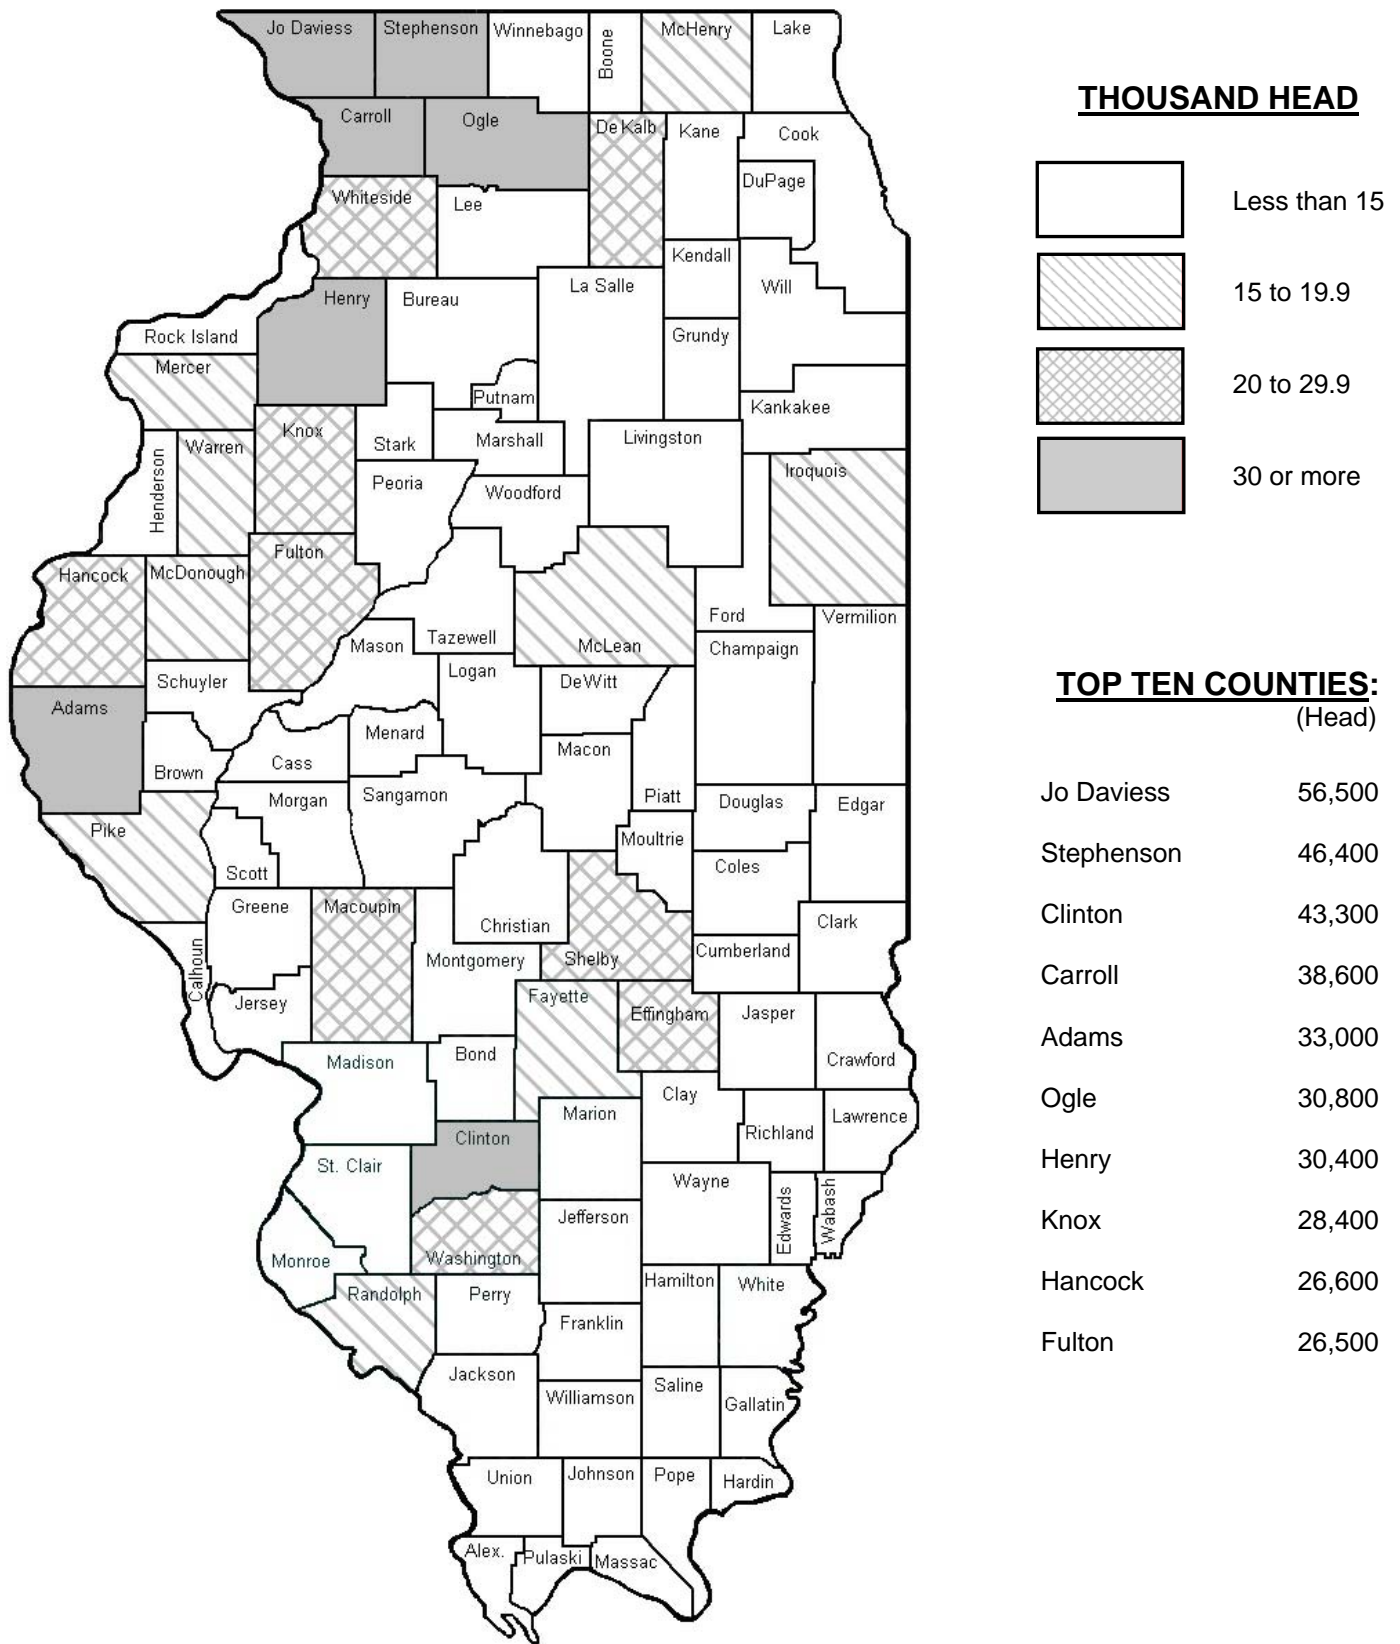 Jo Daviess
Stephenson
Winnebago
Boone
McHenry
Lake
Carroll
Ogle
De Kalb
Kane
Cook
DuPage
Whiteside
Lee
Kendall
Will
Henry
Bureau
La Salle
Rock Island
Grundy
Mercer
Putnam
Kankakee
Knox
Stark
Marshall
Livingston
Henderson
Warren
Peoria
Woodford
Iroquois
Hancock
McDonough
Fulton
Ford
Vermilion
Mason
Tazewell
McLean
Champaign
Schuyler
Logan
DeWitt
Adams
Menard
Macon
Brown
Cass
Piatt
Morgan
Sangamon
Douglas
Edgar
Pike
Moultrie
Scott
Coles
Greene
Macoupin
Christian
Clark
Calhoun
Montgomery
Shelby
Cumberland
Jersey
Fayette
Effingham
Jasper
Madison
Bond
Crawford
Clay
Marion
Lawrence
Clinton
Richland
St. Clair
Wayne
Edwards
Wabash
Jefferson
Monroe
Washington
Randolph
Perry
Hamilton
White
Franklin
Jackson
Williamson
Saline
Gallatin
Union
Johnson
Pope
Hardin
Alex.
Pulaski
Massac
THOUSAND HEAD
Less than 15
15 to 19.9
20 to 29.9
30 or more
TOP TEN COUNTIES:
(Head)
Jo Daviess 56,500
Stephenson 46,400
Clinton 43,300
Carroll 38,600
Adams 33,000
Ogle 30,800
Henry 30,400
Knox 28,400
Hancock 26,600
Fulton 26,500